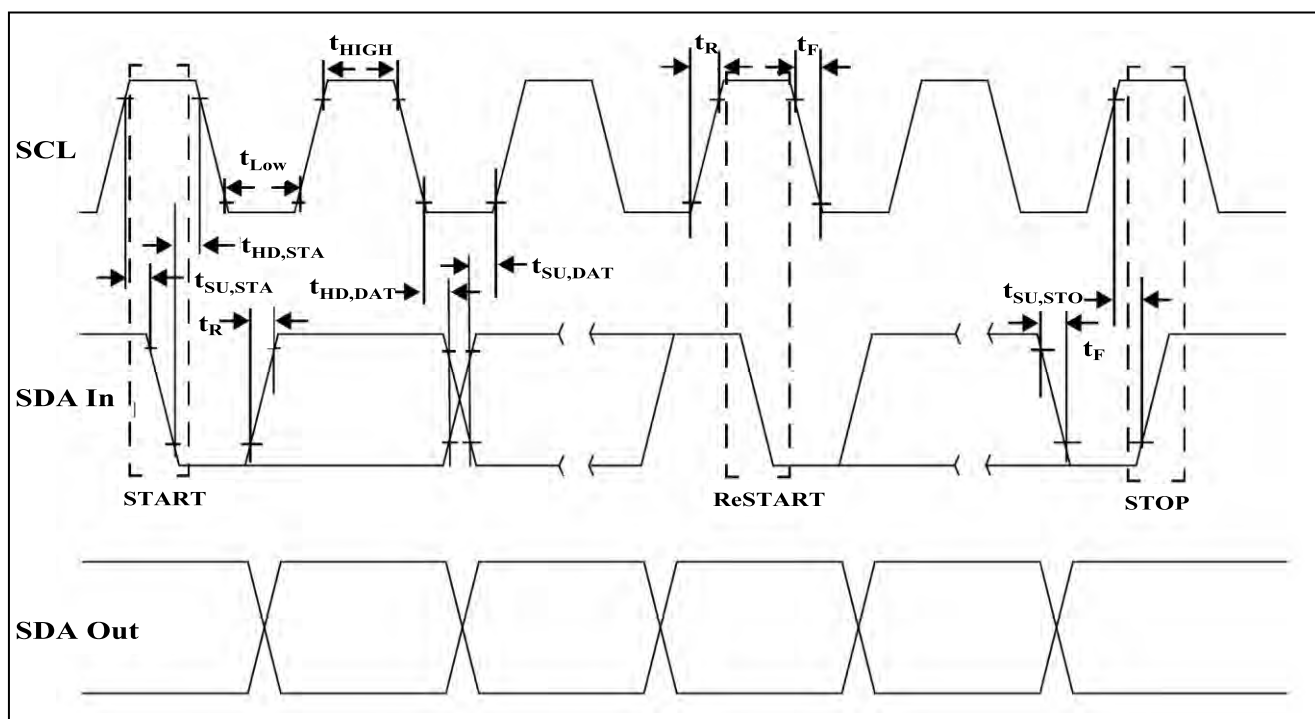 tHIGH
tR
tF
SCL
tLow
tHD,STA
tSU,STA
tHD,DAT
tSU,DAT
tSU,STO
tR
tF
SDA In
START
ReSTART
STOP
SDA Out